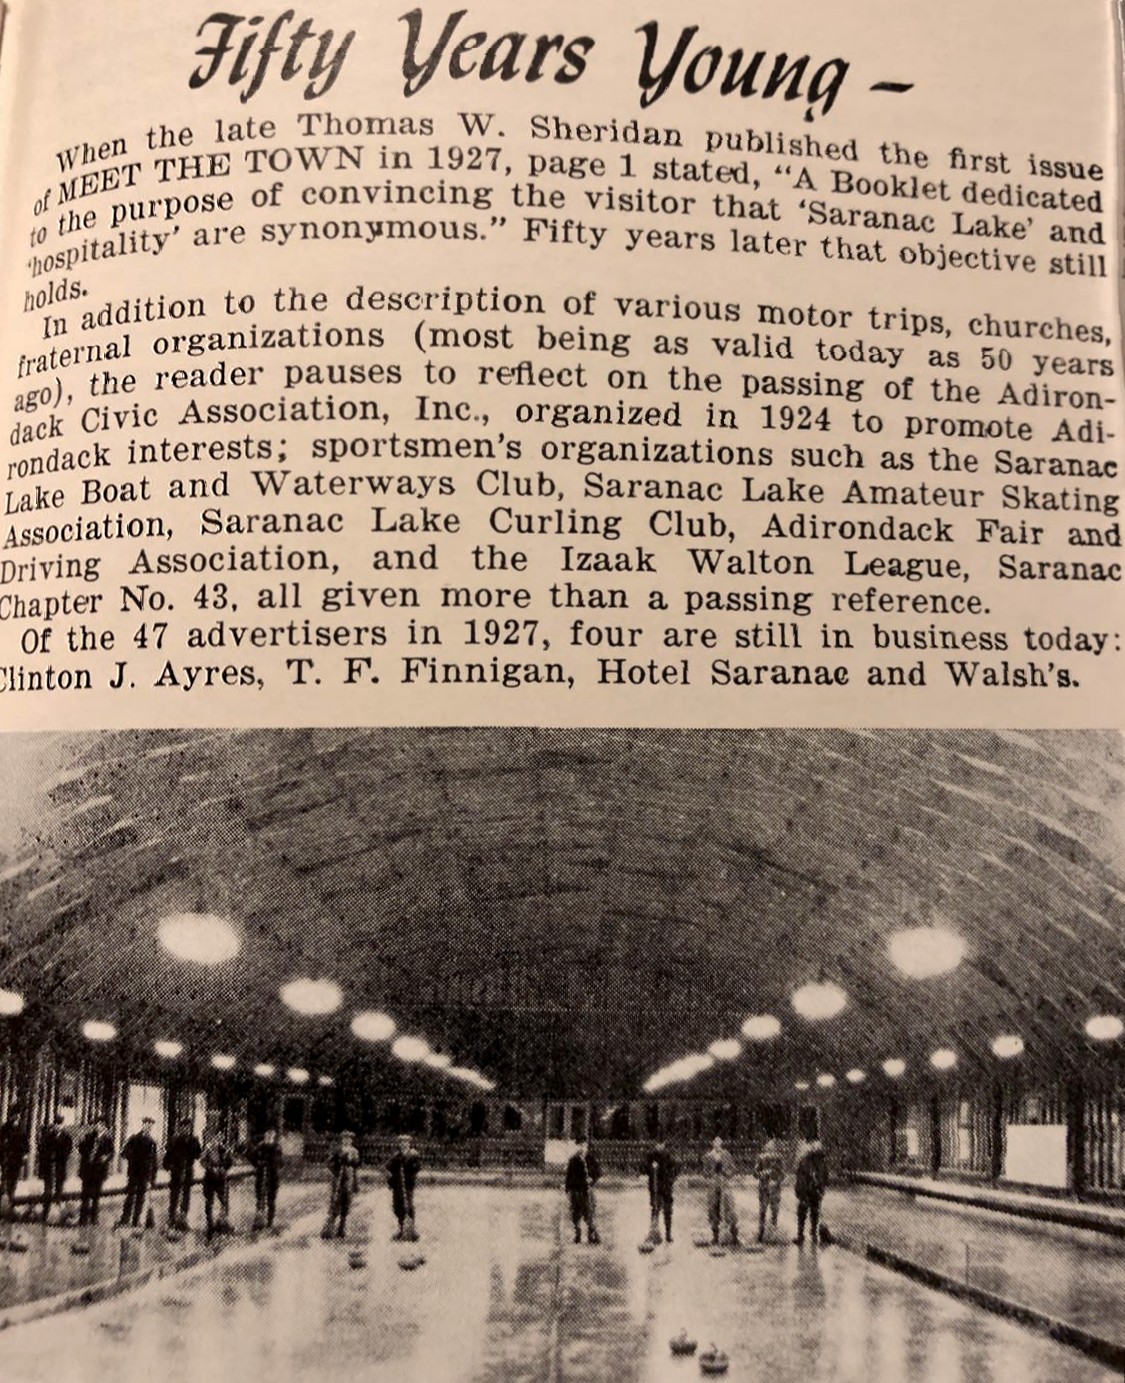 Fifty Years Young –
When the late Thomas W. Sheridan published the first issue
of MEET THE TOWN in 1927, page 1 stated, “A Booklet dedicated
to the purpose of convincing the visitor that ‘Saranac Lake’ and
‘hospitality’ are synonymous.” Fifty years later that objective still
holds.
In addition to the description of various motor trips, churches,
fraternal organizations (most being as valid today as 50 years
ago), the reader pauses to reflect on the passing of the Adiron-
dack Civic Association, Inc., organized in 1924 to promote Adi-
rondack interests; sportsmen’s organizations such as the Saranac
Lake Boat and Waterways Club, Saranac Lake Amateur Skating
Association, Saranac Lake Curling Club, Adirondack Fair and
Driving Association, and the Izaak Walton League, Saranac
Chapter No. 43, all given more than a passing reference.
Of the 47 advertisers in 1927, four are still in business today:
Clinton J. Ayres, T. F. Finnigan, Hotel Saranac and Walsh’s.